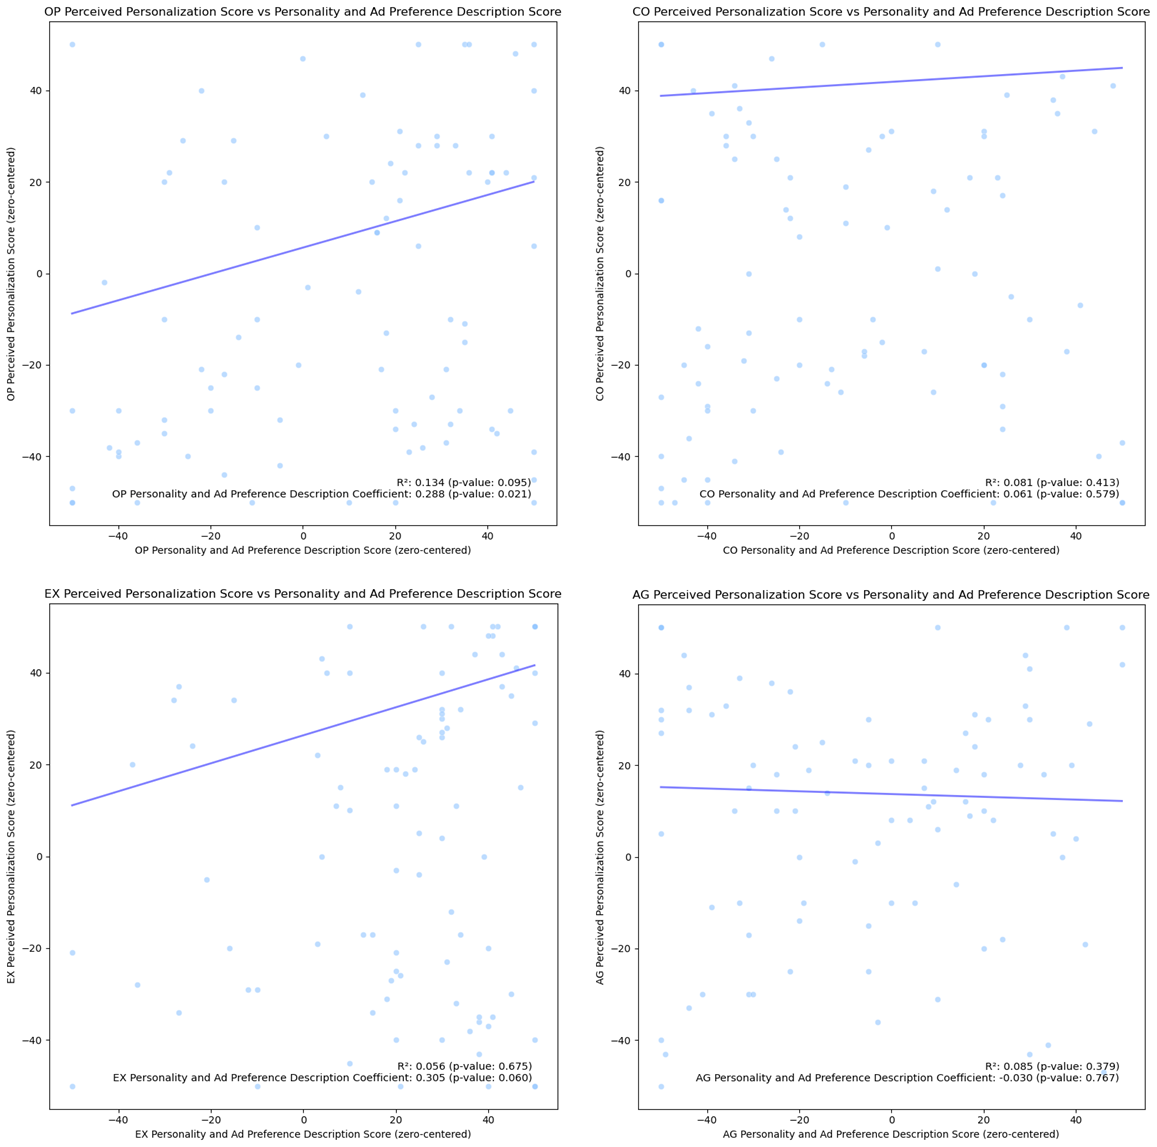 OP Perceived Personalization Score vs Personality and Ad Preference Description Score
OP Perceived Personalization Score (zero-centered)
40
20
0
−20
−40
R²: 0.134 (p-value: 0.095)
OP Personality and Ad Preference Description Coefficient: 0.288 (p-value: 0.021)
−40 −20 0 20 40
OP Personality and Ad Preference Description Score (zero-centered)
CO Perceived Personalization Score vs Personality and Ad Preference Description Score
CO Perceived Personalization Score (zero-centered)
40
20
0
−20
−40
R²: 0.081 (p-value: 0.413)
CO Personality and Ad Preference Description Coefficient: 0.061 (p-value: 0.579)
−40 −20 0 20 40
CO Personality and Ad Preference Description Score (zero-centered)
EX Perceived Personalization Score vs Personality and Ad Preference Description Score
EX Perceived Personalization Score (zero-centered)
40
20
0
−20
−40
R²: 0.056 (p-value: 0.675)
EX Personality and Ad Preference Description Coefficient: 0.305 (p-value: 0.060)
−40 −20 0 20 40
EX Personality and Ad Preference Description Score (zero-centered)
AG Perceived Personalization Score vs Personality and Ad Preference Description Score
AG Perceived Personalization Score (zero-centered)
40
20
0
−20
−40
R²: 0.085 (p-value: 0.379)
AG Personality and Ad Preference Description Coefficient: -0.030 (p-value: 0.767)
−40 −20 0 20 40
AG Personality and Ad Preference Description Score (zero-centered)